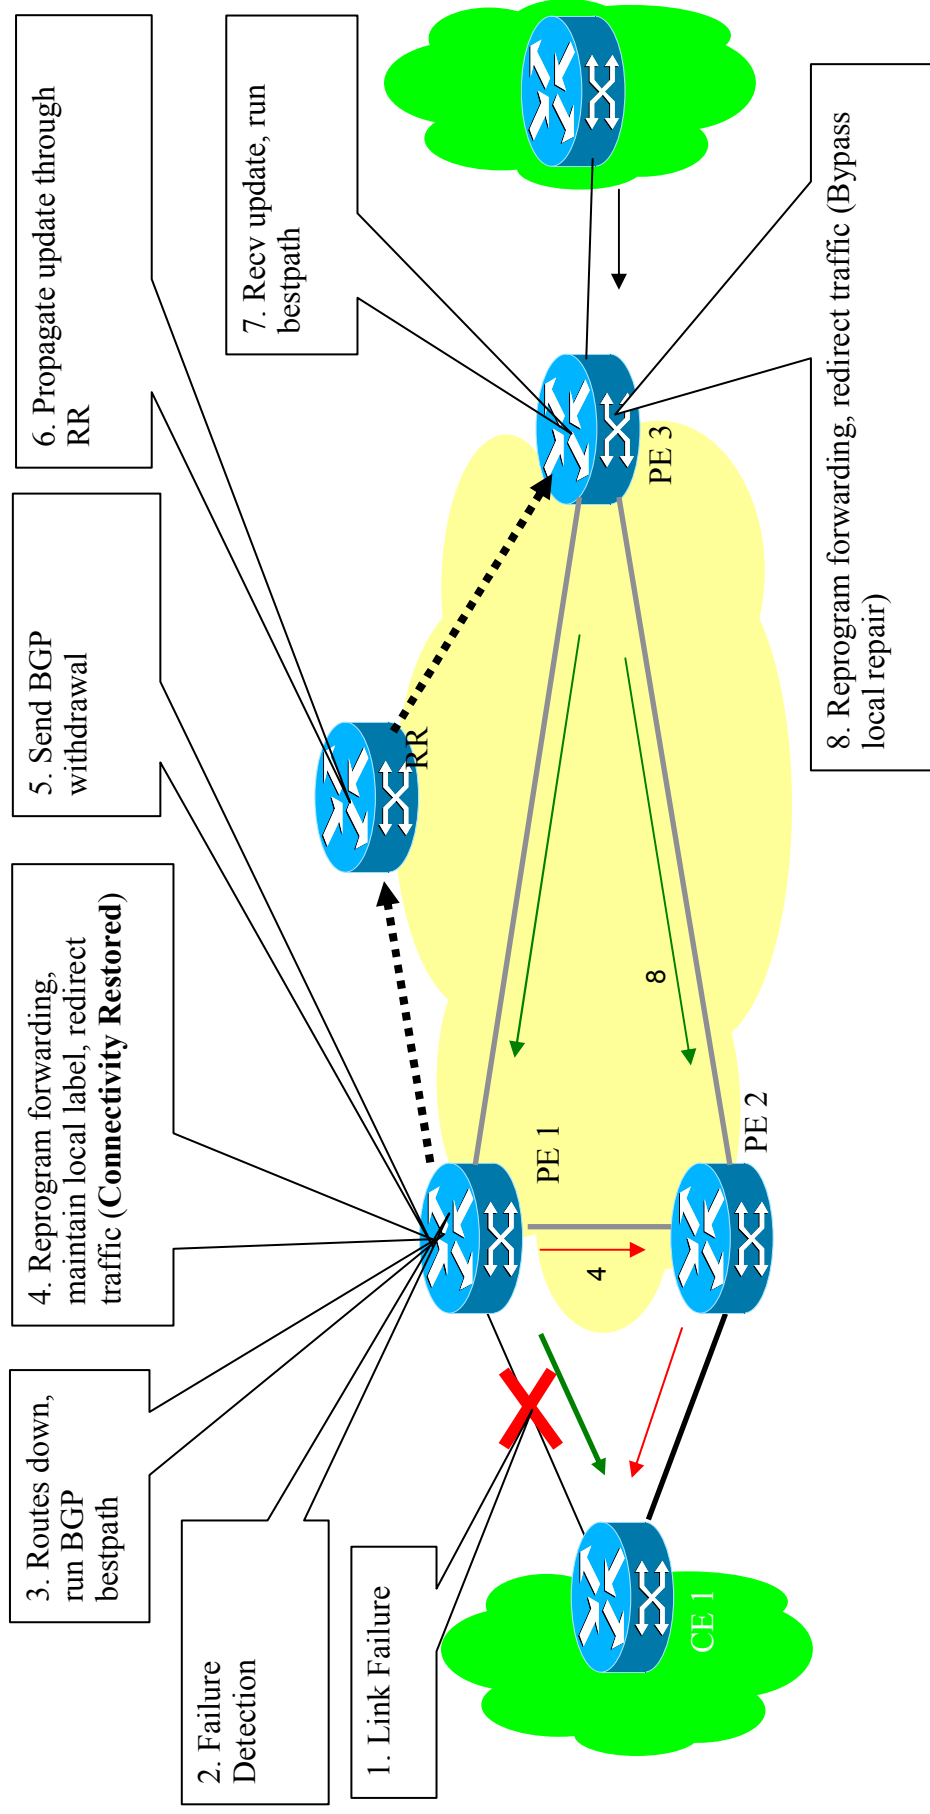 1. Link Failure
2. Failure
Detection
3. Routes down,
run BGP
bestpath
4. Reprogram forwarding,
maintain local label, redirect
traffic (Connectivity Restored)
5. Send BGP
withdrawal
6. Propagate update through
RR
7. Recv update, run
bestpath
8. Reprogram forwarding, redirect traffic (Bypass
local repair)
RR
PE 1
PE 2
PE 3
CE 1
4
8